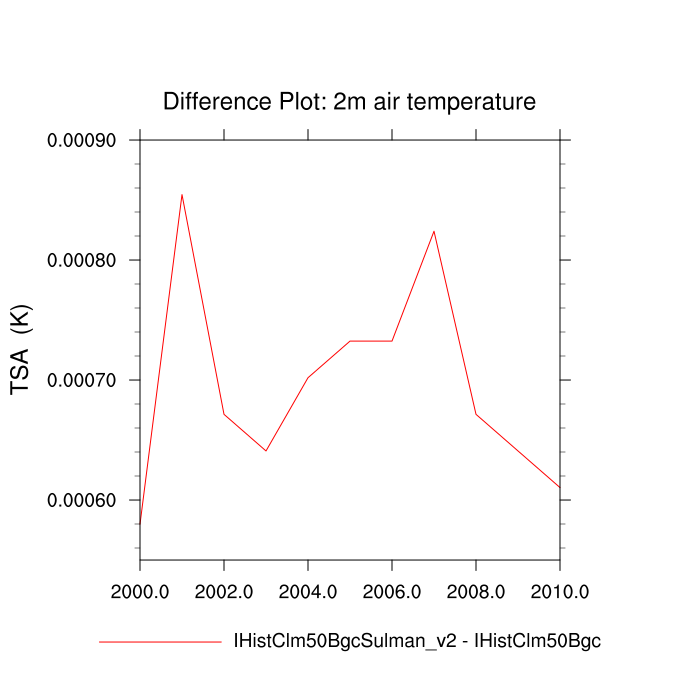 Difference Plot: 2m air temperature
0.00090
0.00080
0.00070
0.00060
TSA (K)
2000.0 2002.0 2004.0 2006.0 2008.0 2010.0
IHistClm50BgcSulman_v2 - IHistClm50Bgc